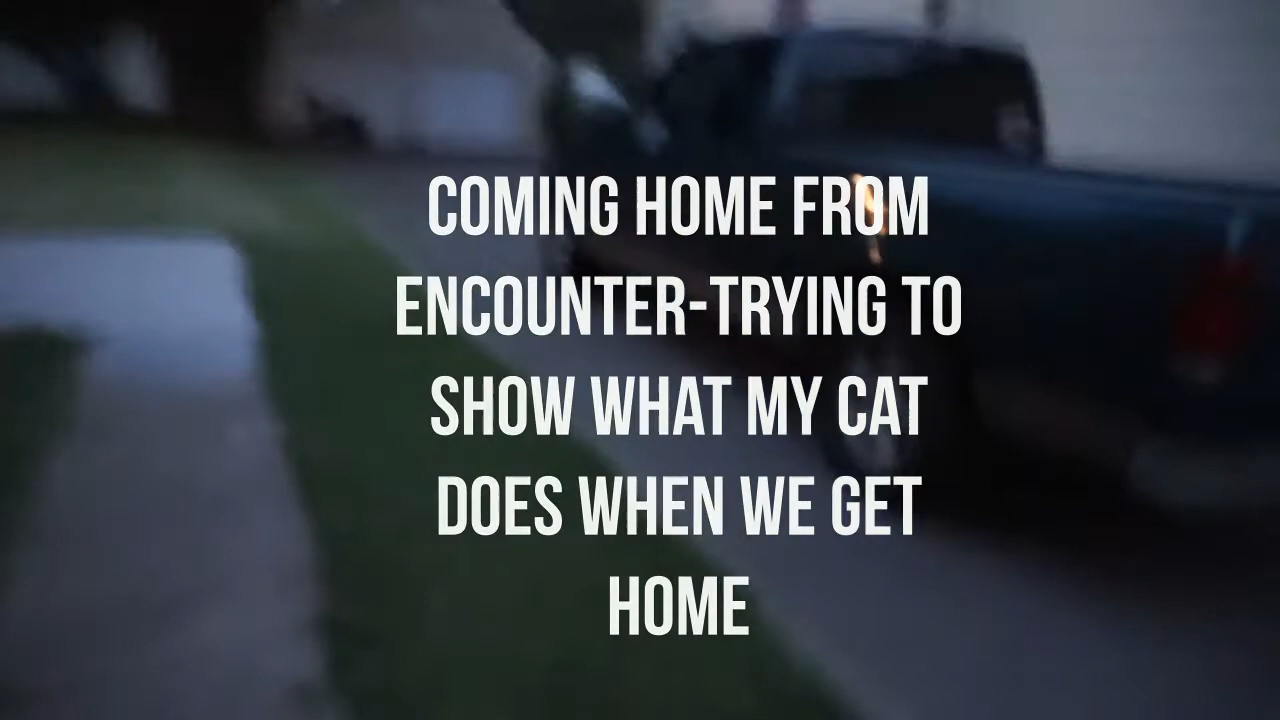 COMING HOME FROM
ENCOUNTER-TRYING TO
SHOW WHAT MY CAT
DOES WHEN WE GET
HOME